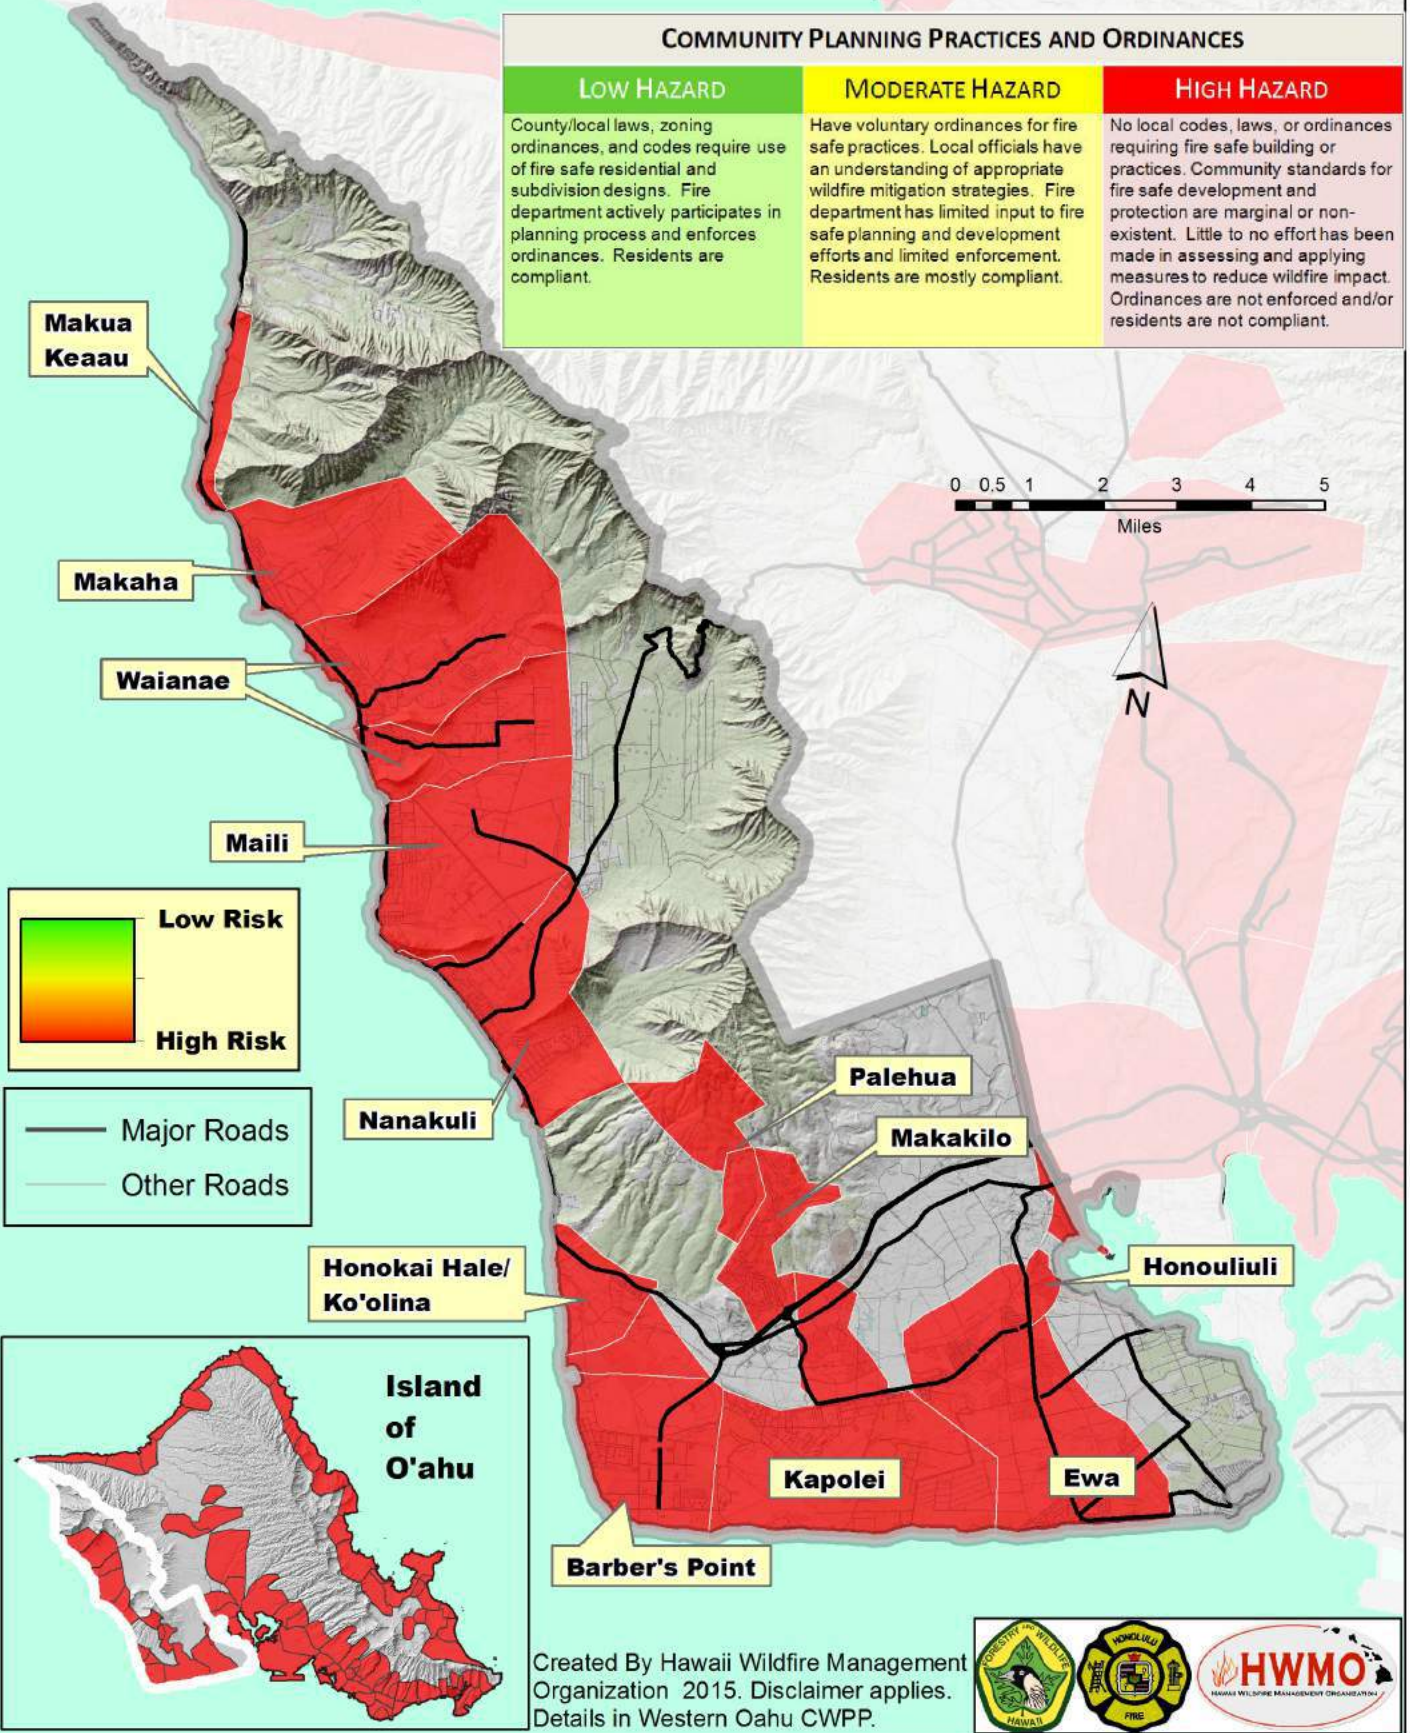 COMMUNITY PLANNING PRACTICES AND ORDINANCES
LOW HAZARD
County/local laws, zoning
ordinances, and codes require use
of fire safe residential and
subdivision designs. Fire
department actively participates in
planning process and enforces
ordinances. Residents are
compliant.
MODERATE HAZARD
Have voluntary ordinances for fire
safe practices. Local officials have
an understanding of appropriate
wildfire mitigation strategies. Fire
department has limited input to fire
safe planning and development
efforts and limited enforcement.
Residents are mostly compliant.
HIGH HAZARD
No local codes, laws, or ordinances
requiring fire safe building or
practices. Community standards for
fire safe development and
protection are marginal or non-
existent. Little to no effort has been
made in assessing and applying
measures to reduce wildfire impact.
Ordinances are not enforced and/or
residents are not compliant.
Makua
Keaau
0 0.5 1 2 3 4 5
Miles
Makaha
N
Waianae
Maili
Low Risk
High Risk
Major Roads
Other Roads
Nanakuli
Palehua
Makakilo
Honokai Hale/
Ko'olina
Honouliuli
Kapolei
Ewa
Barber's Point
Island
of
O'ahu
Created By Hawaii Wildfire Management
Organization 2015. Disclaimer applies.
Details in Western Oahu CWPP.
FORESTRY AND WILDLIFE
HAWAII
HONOLULU
FIRE
HWMO
HAWAII WILDFIRE MANAGEMENT ORGANIZATION